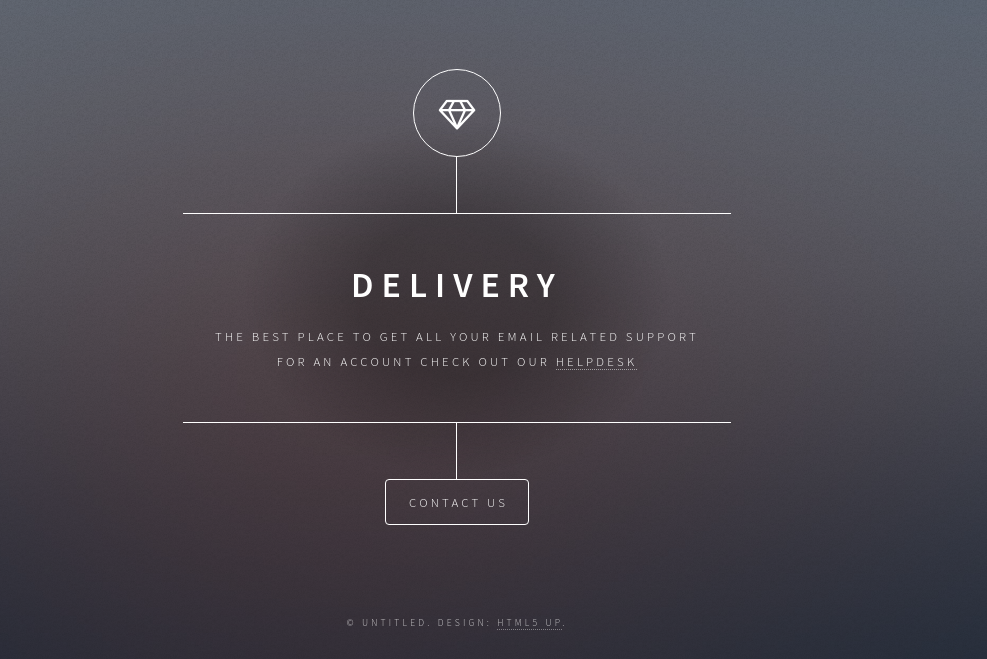 DELIVERY
THE BEST PLACE TO GET ALL YOUR EMAIL RELATED SUPPORT
FOR AN ACCOUNT CHECK OUT OUR HELPDESK
CONTACT US
© UNTITLED. DESIGN: HTML5 UP.